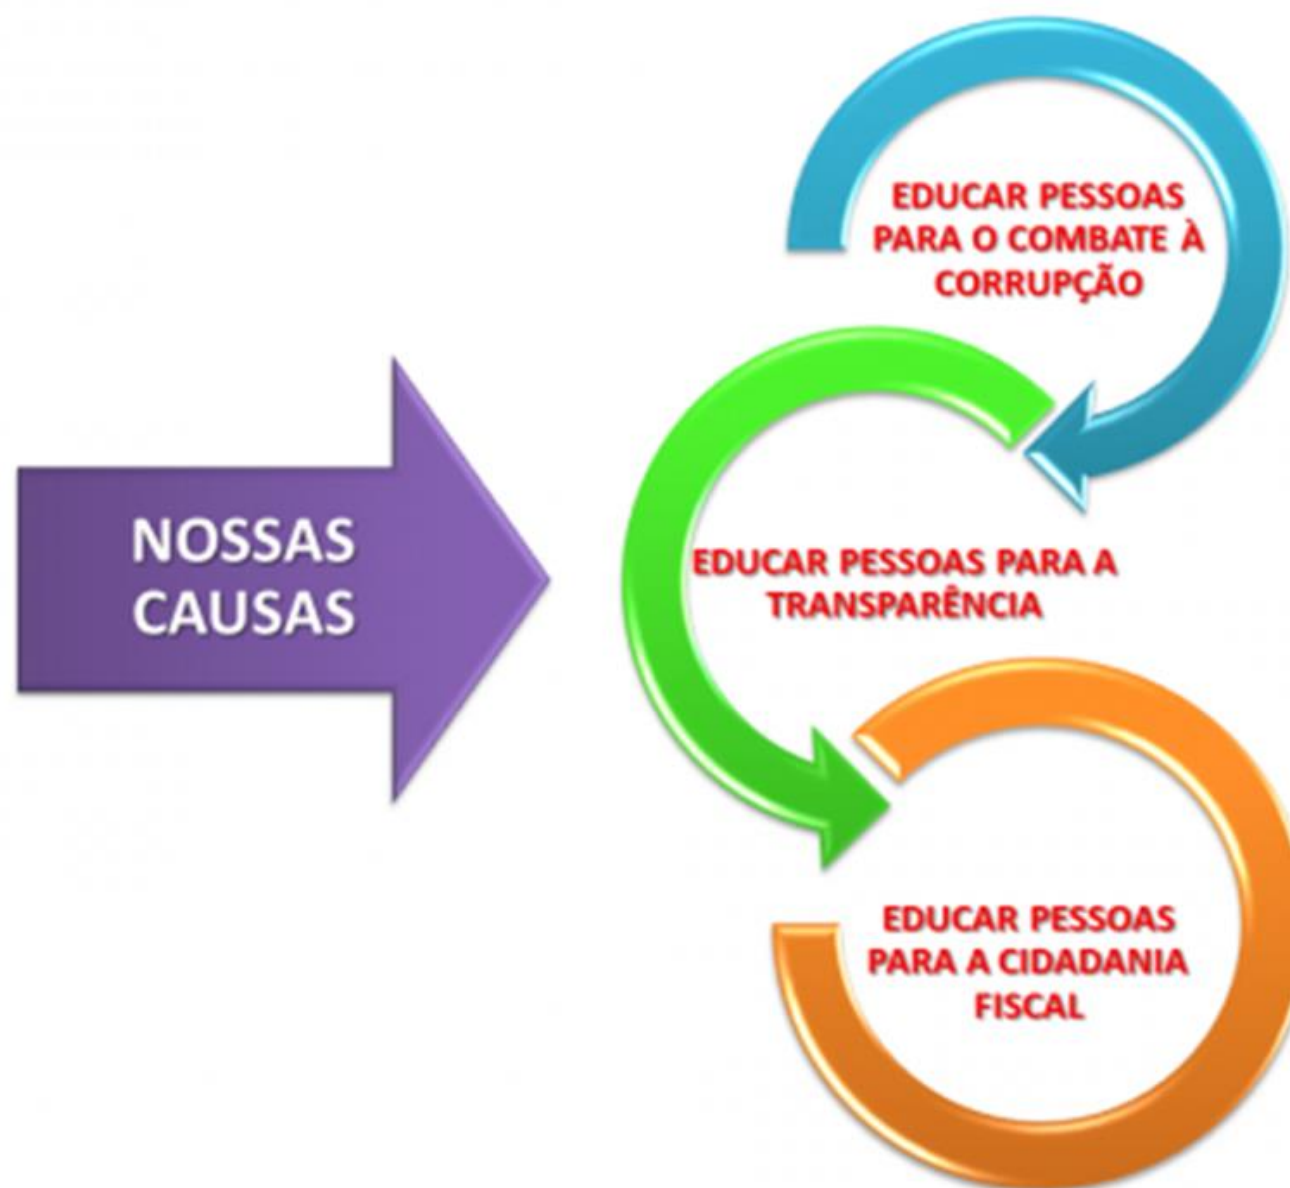 NOSSAS
CAUSAS
EDUCAR PESSOAS
PARA O COMBATE À
CORRUPÇÃO
EDUCAR PESSOAS PARA A
TRANSPARÊNCIA
EDUCAR PESSOAS
PARA A CIDADANIA
FISCAL